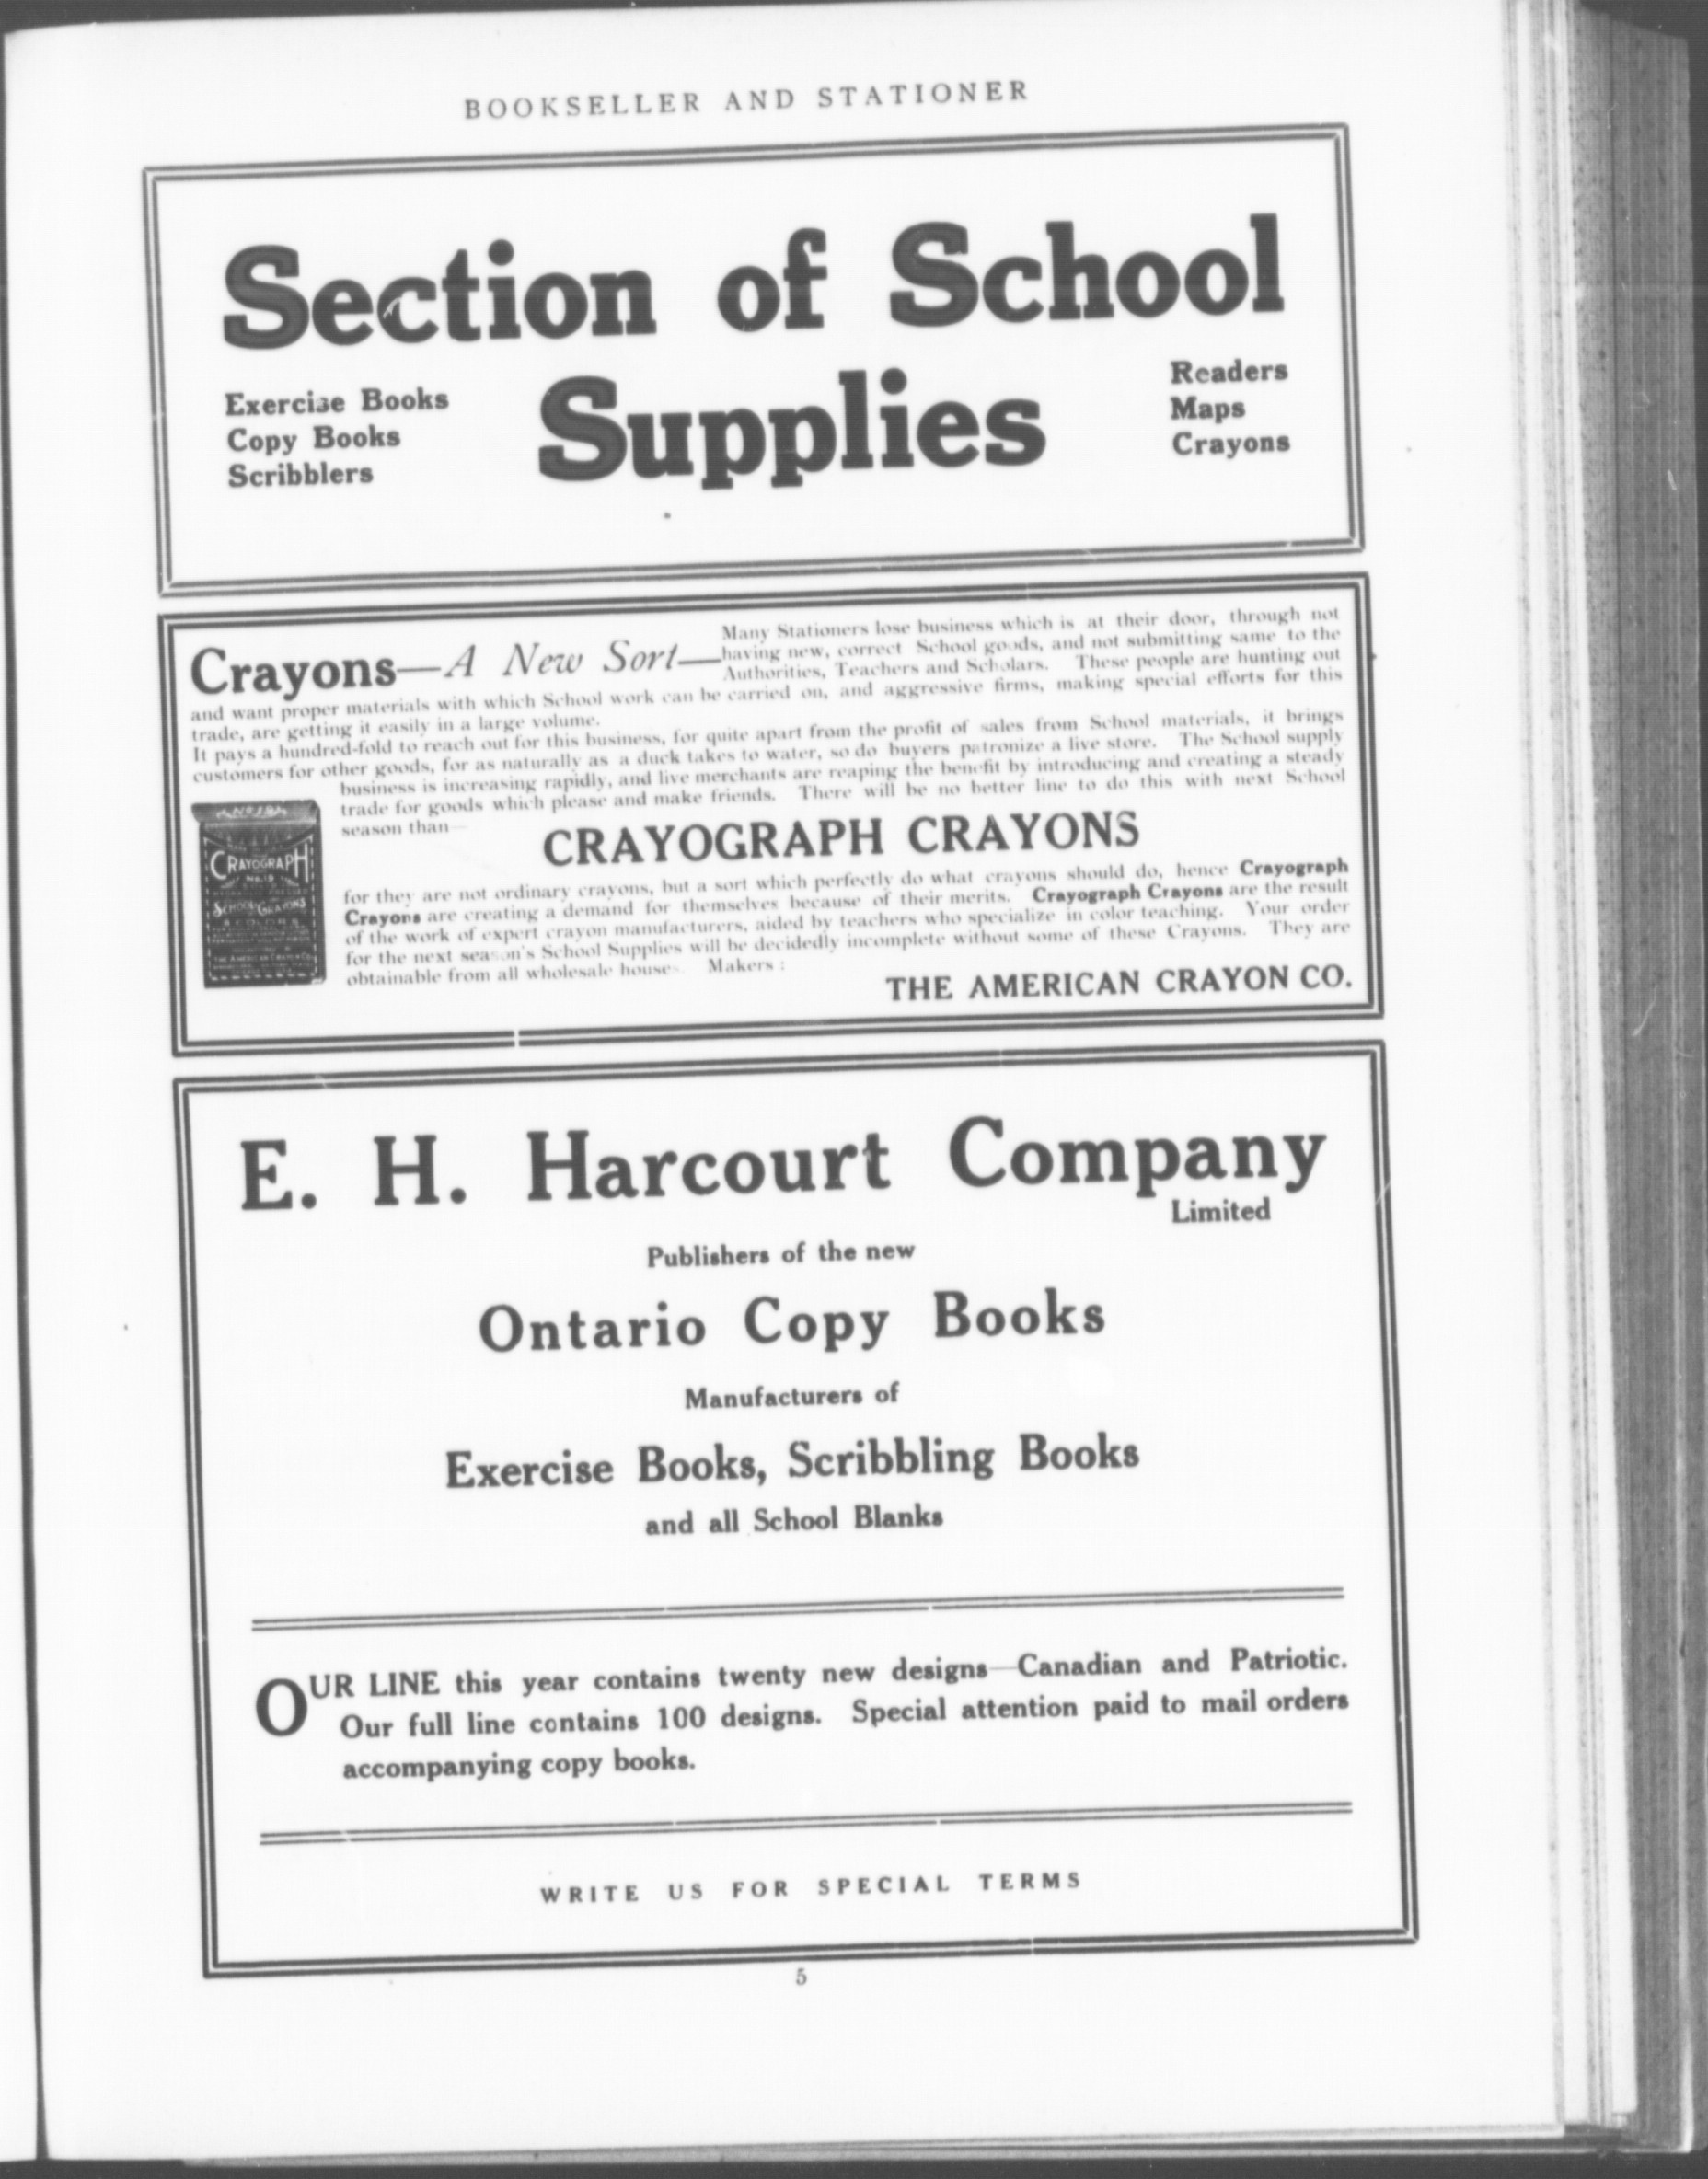 BOOKSELLER AND STATIONER
Section of School
Supplies
Exercise Books
Copy Books
Scribblers
Readers
Maps
Crayons
Crayons—A New Sort—
Many Stationers lose business which is at their door, through not
having new, correct School goods, and not submitting same to the
Authorities, Teachers and Scholars. These people are hunting out
and want proper materials with which School work can be carried on, and aggressive firms, making special efforts for this
trade, are getting it easily in a large volume.
It pays a hundred-fold to reach out for this business, for quite apart from the profit of sales from School materials, it brings
customers for other goods, for as naturally as a duck takes to water, so do buyers patronize a live store. The School supply
business is increasing rapidly, and live merchants are reaping the benefit by introducing and creating a steady
trade for goods which please and make friends. There will be no better line to do this with next School
season than—
CRAYOGRAPH CRAYONS
CRAYOGRAPH
No. 19
SCHOOL CRAYONS
8 COLORS
THE AMERICAN CRAYON CO.
for they are not ordinary crayons, but a sort which perfectly do what crayons should do, hence Crayograph
Crayons are creating a demand for themselves because of their merits. Crayograph Crayons are the result
of the work of expert crayon manufacturers, aided by teachers who specialize in color teaching. Your order
for the next season's School Supplies will be decidedly incomplete without some of these Crayons. They are
obtainable from all wholesale houses. Makers :
THE AMERICAN CRAYON CO.
E. H. Harcourt Company
Limited
Publishers of the new
Ontario Copy Books
Manufacturers of
Exercise Books, Scribbling Books
and all School Blanks
OUR LINE this year contains twenty new designs—Canadian and Patriotic.
Our full line contains 100 designs. Special attention paid to mail orders
accompanying copy books.
WRITE US FOR SPECIAL TERMS
5